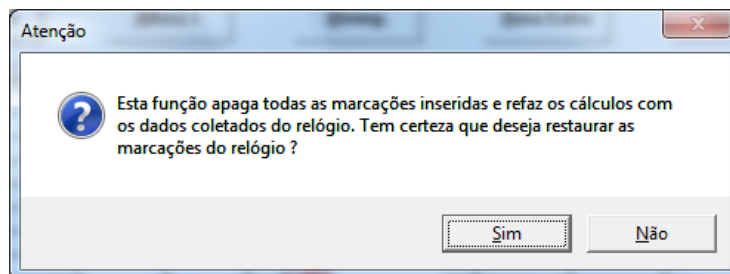 Atenção
Esta função apaga todas as marcações inseridas e refaz os cálculos com
os dados coletados do relógio. Tem certeza que deseja restaurar as
marcações do relógio ?
Sim
Não